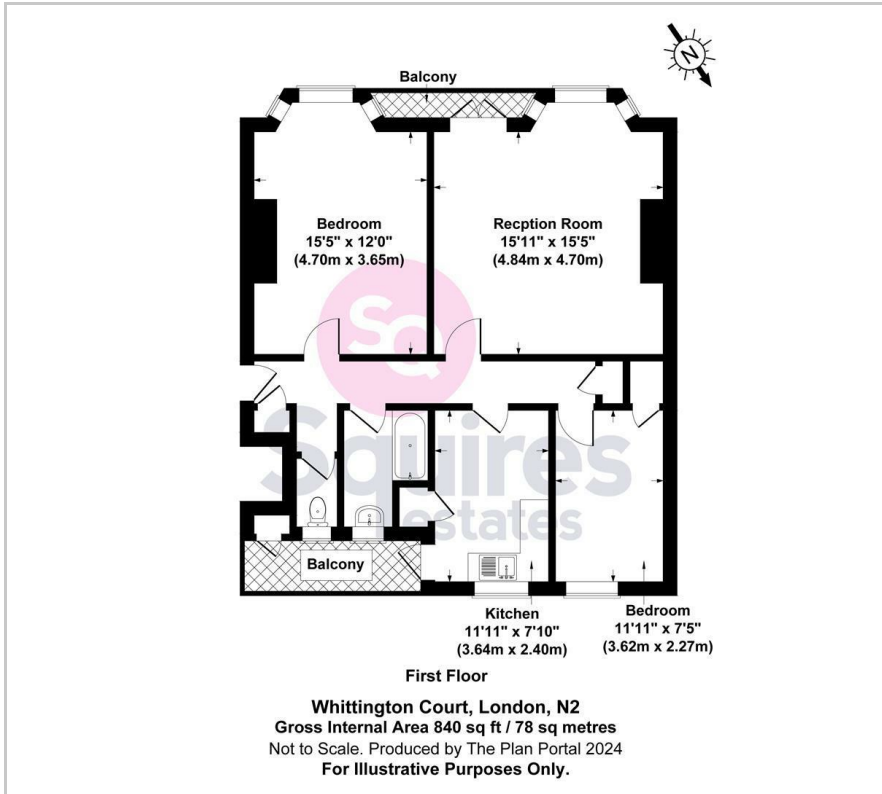 N
Balcony
Bedroom
15'5" x 12'0"
(4.70m x 3.65m)
Recption Room
15'11" x 15'5"
(4.84m x 4.70m)
SQ
Squires
estates
Balcony
Kitchen
11'11" x 7'10"
(3.64m x 2.40m)
Bedroom
11'11" x 7'5"
(3.62m x 2.27m)
First Floor
Whittington Court, London, N2
Gross Internal Area 840 sq ft / 78 sq metres
Not to Scale. Produced by The Plan Portal 2024
For Illustrative Purposes Only.